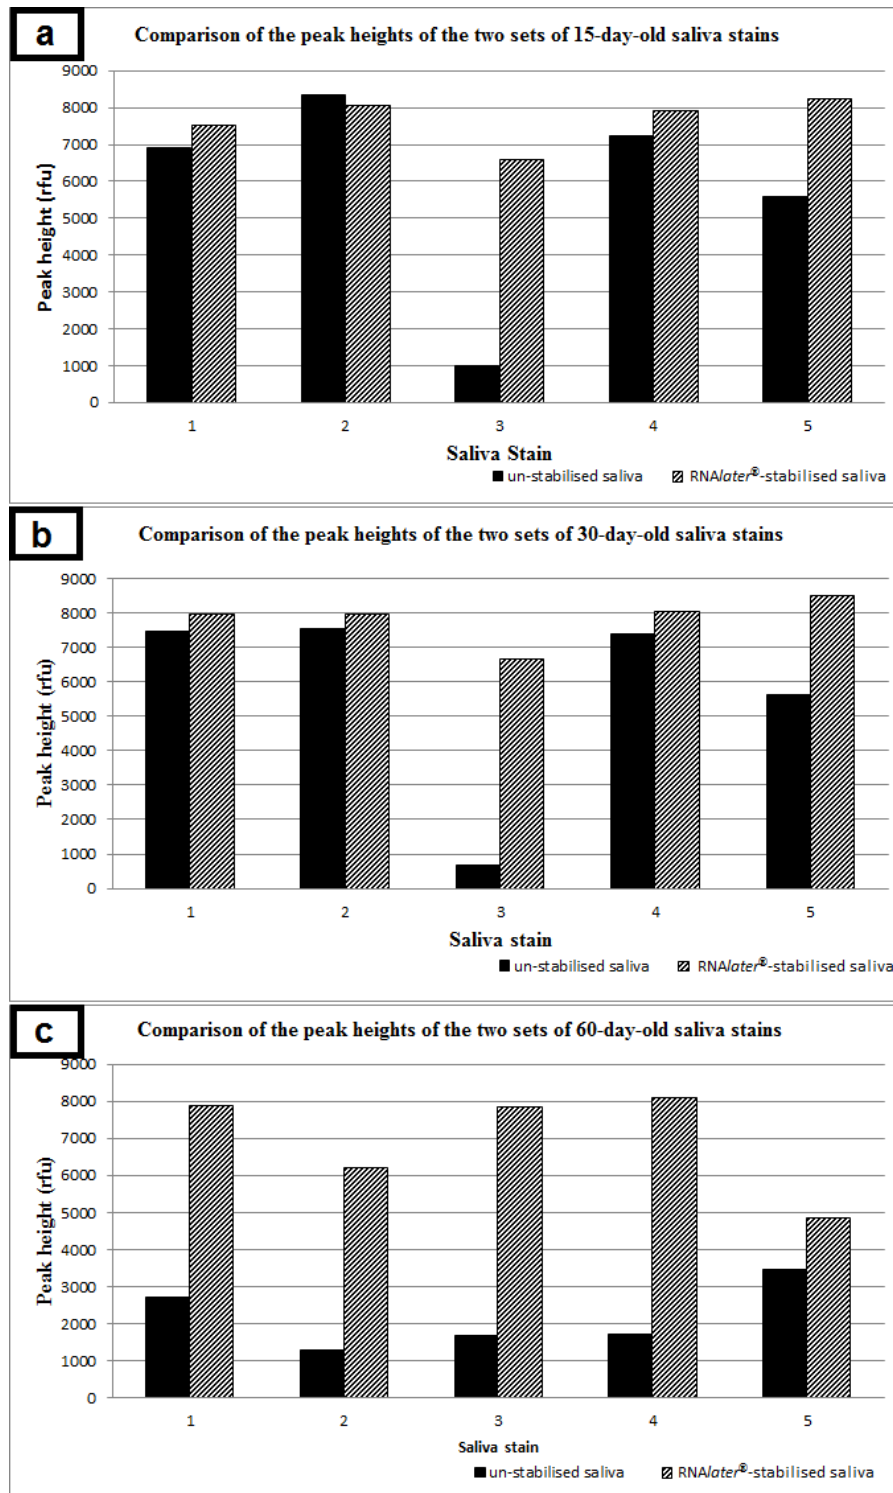 a
Comparison of the peak heights of the two sets of 15-day-old saliva stains
9000
8000
7000
6000
5000
4000
3000
2000
1000
0
Peak height (rfu)
1 2 3 4 5
Saliva Stain
un-stabilised saliva RNAlater®-stabilised saliva
b
Comparison of the peak heights of the two sets of 30-day-old saliva stains
9000
8000
7000
6000
5000
4000
3000
2000
1000
0
Peak height (rfu)
1 2 3 4 5
Saliva stain
un-stabilised saliva RNAlater®-stabilised saliva
c
Comparison of the peak heights of the two sets of 60-day-old saliva stains
9000
8000
7000
6000
5000
4000
3000
2000
1000
0
Peak height (rfu)
1 2 3 4 5
Saliva stain
un-stabilised saliva RNAlater®-stabilised saliva